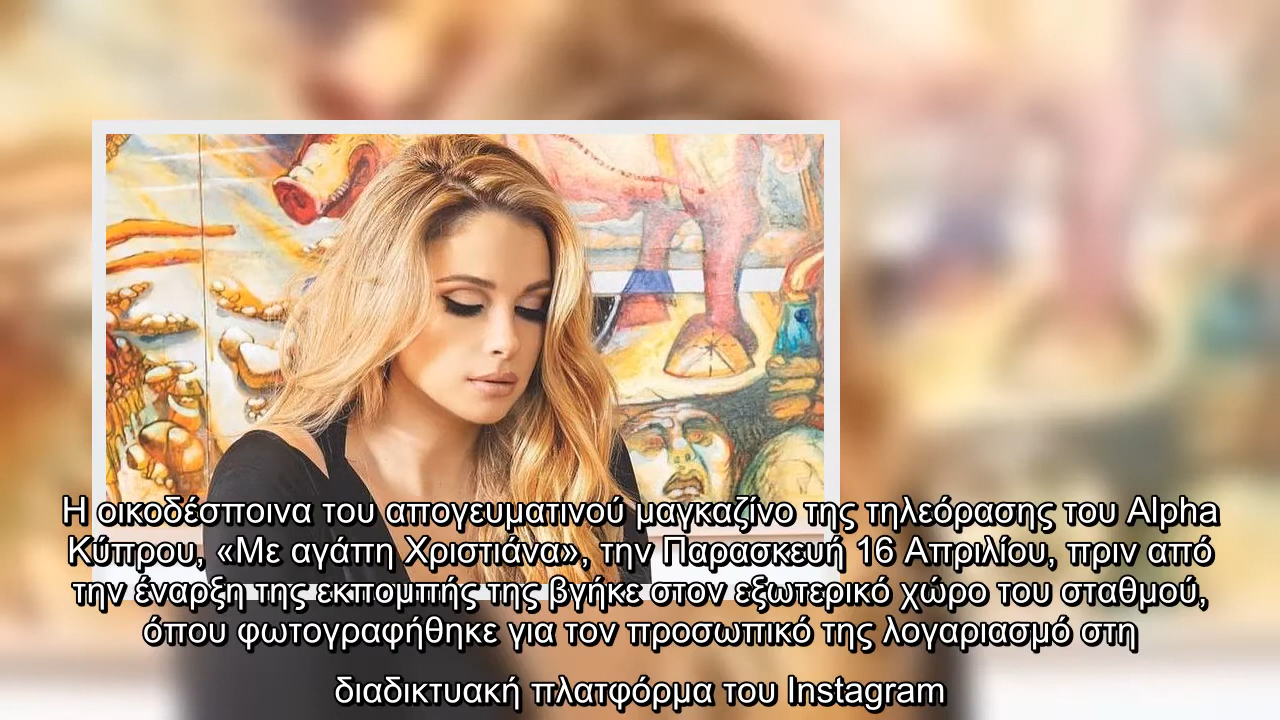 Η οικοδέσποινα του απογευματινού μαγκαζίνο της τηλεόρασης του Alpha
Κύπρου, «Με αγάπη Χριστιάνα», την Παρασκευή 16 Απριλίου, πριν από
την έναρξη της εκπομπής της βγήκε στον εξωτερικό χώρο του σταθμού,
όπου φωτογραφήθηκε για τον προσωπικό της λογαριασμό στη
διαδικτυακή πλατφόρμα του Instagram